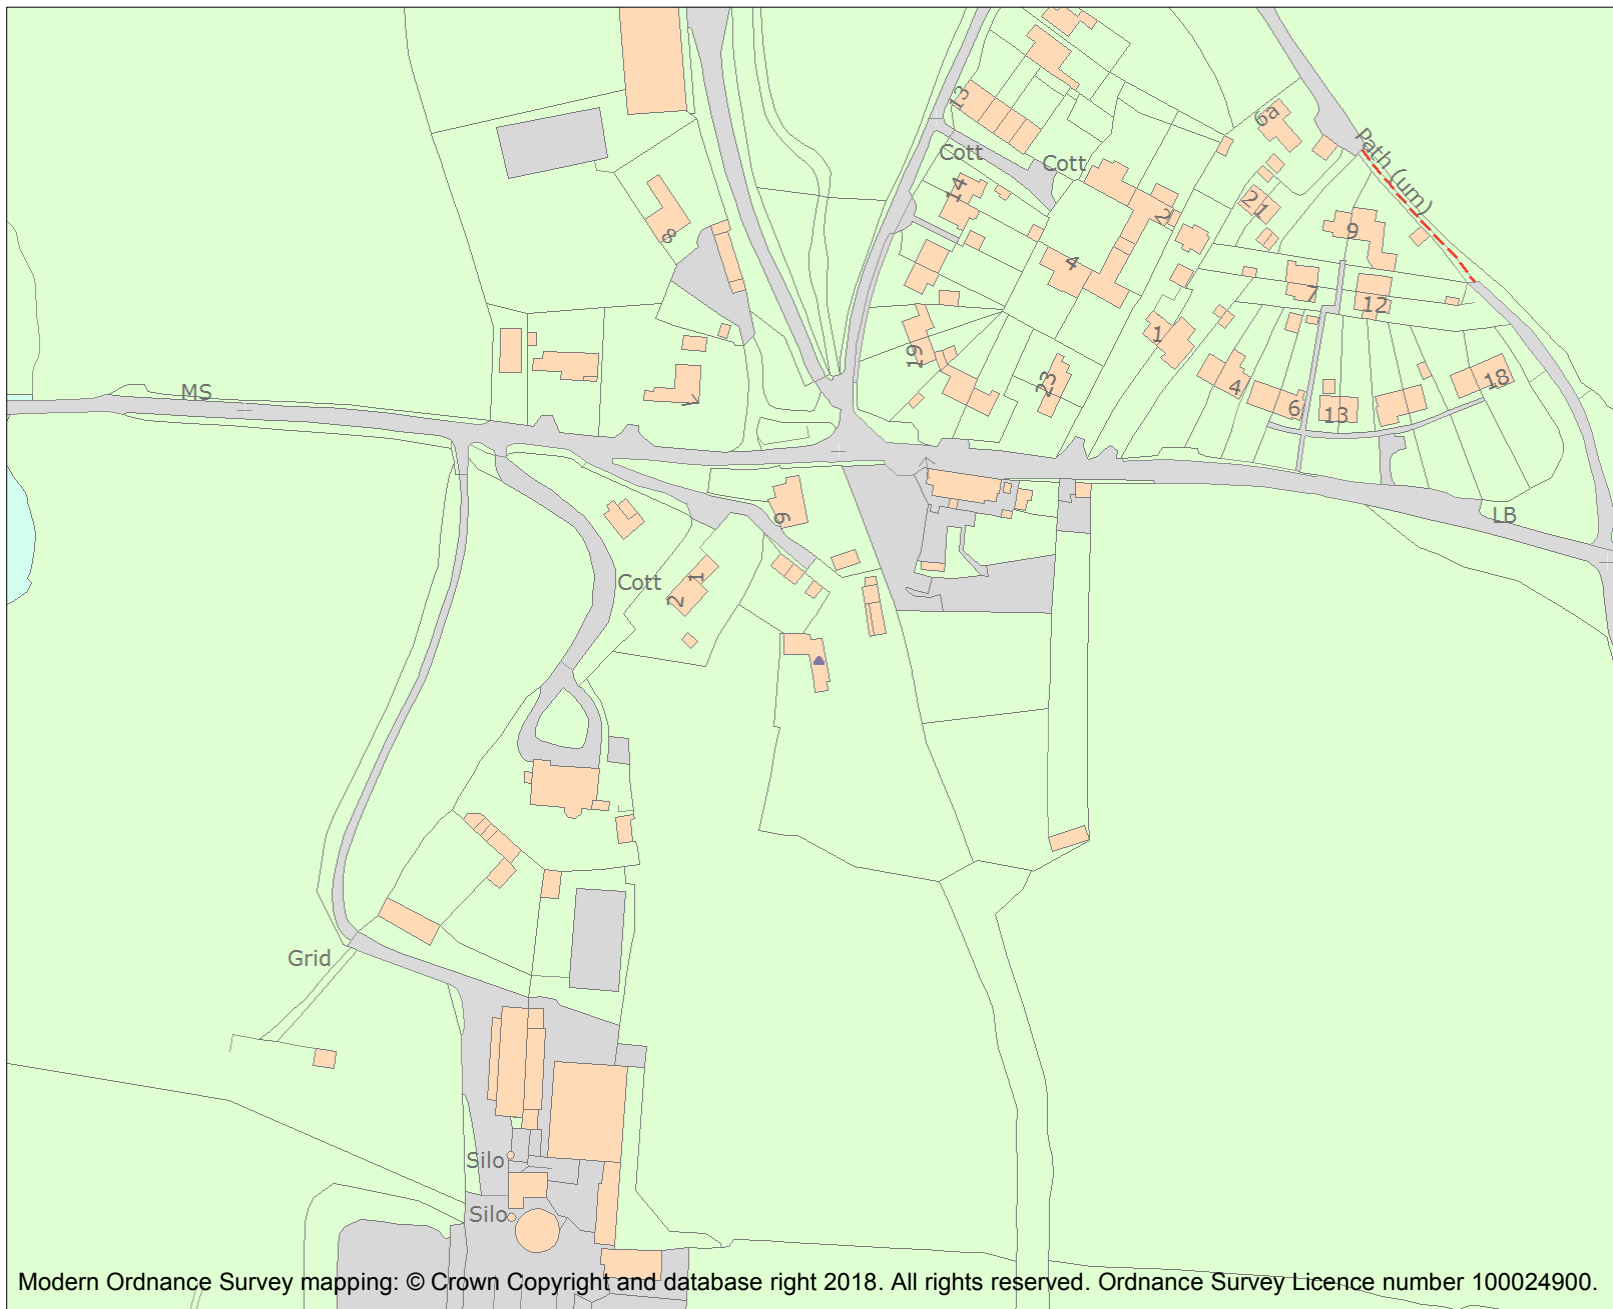 13
6a
Path (um)
Cott
Cott
14
21
2
9
8
4
7
12
1
19
23
18
MS
4
6
13
7
9
LB
Cott
1
2
Grid
Silo
Silo
Modern Ordnance Survey mapping: © Crown Copyright and database right 2018. All rights reserved. Ordnance Survey Licence number 100024900.